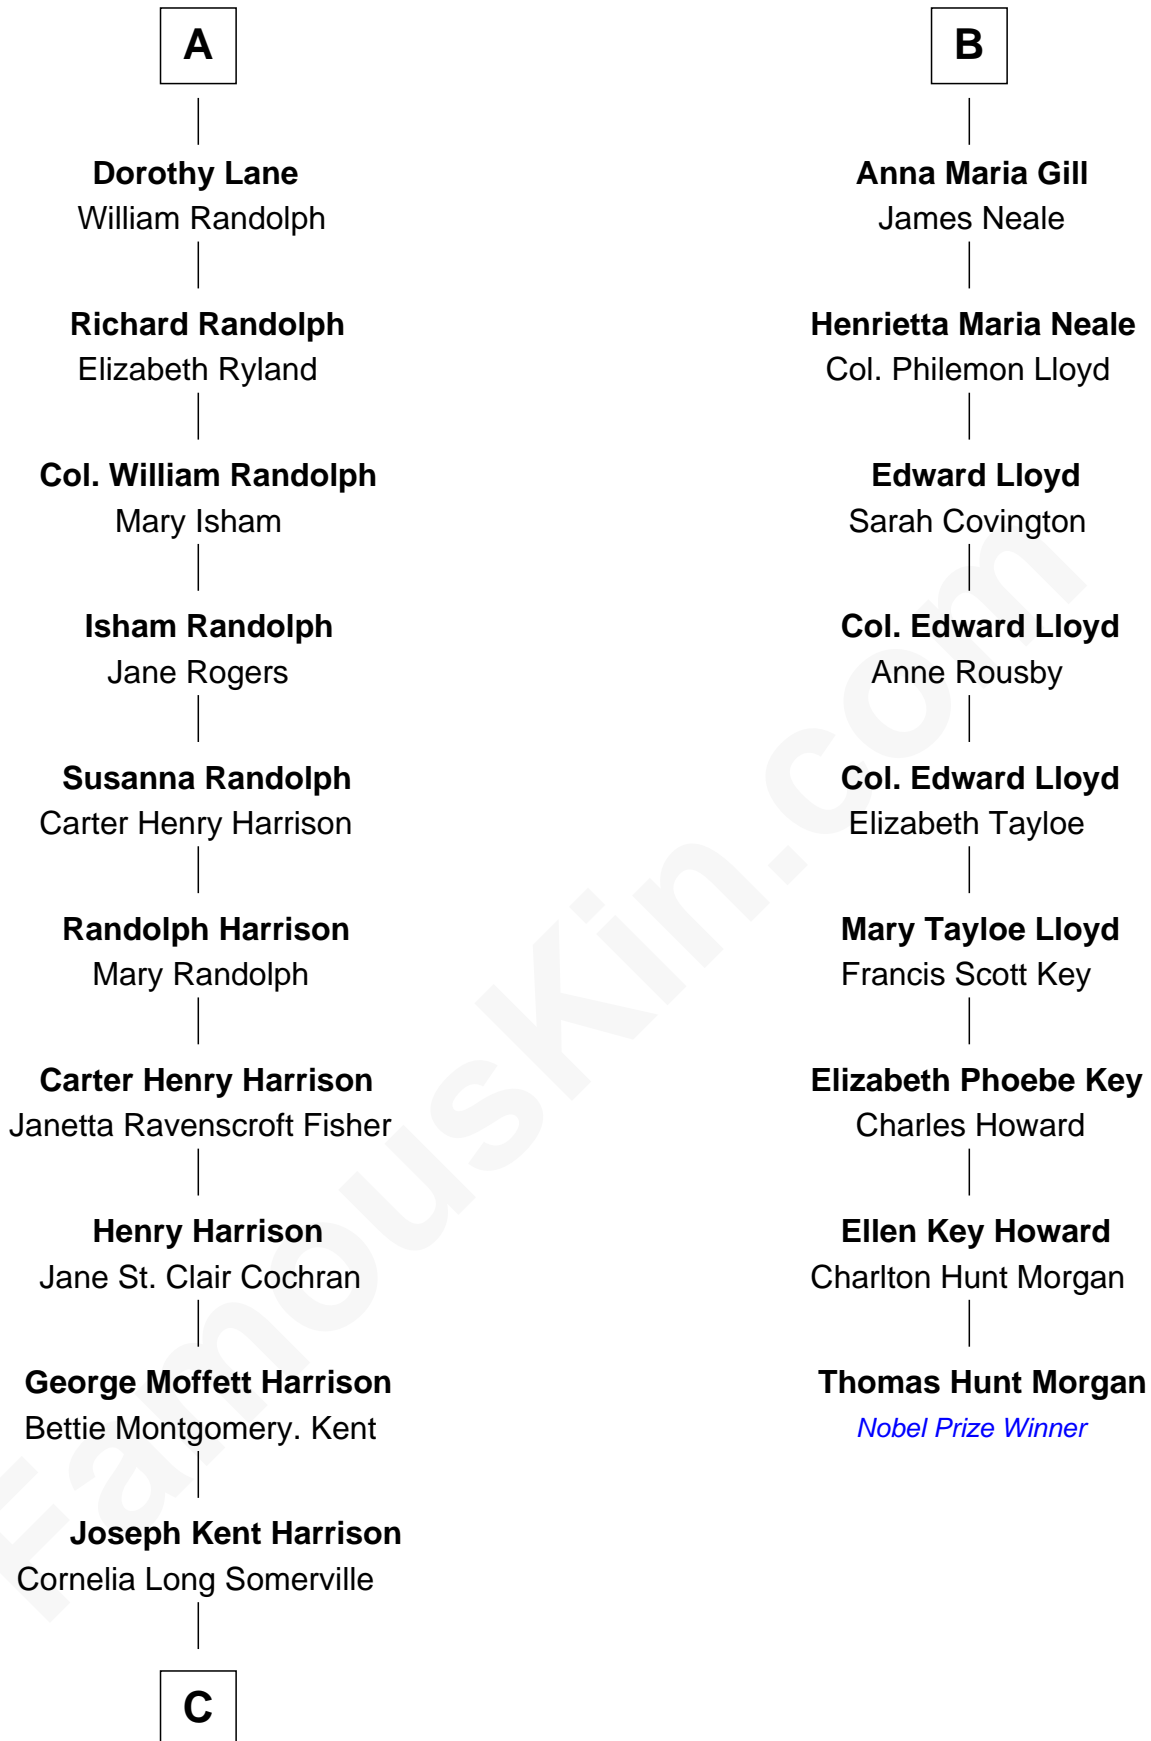 A
Dorothy Lane
William Randolph
Richard Randolph
Elizabeth Ryland
Col. William Randolph
Mary Isham
Isham Randolph
Jane Rogers
Susanna Randolph
Carter Henry Harrison
Randolph Harrison
Mary Randolph
Carter Henry Harrison
Janetta Ravenscroft Fisher
Henry Harrison
Jane St. Clair Cochran
George Moffett Harrison
Bettie Montgomery. Kent
Joseph Kent Harrison
Cornelia Long Somerville
C
B
Anna Maria Gill
James Neale
Henrietta Maria Neale
Col. Philemon Lloyd
Edward Lloyd
Sarah Covington
Col. Edward Lloyd
Anne Rousby
Col. Edward Lloyd
Elizabeth Tayloe
Mary Tayloe Lloyd
Francis Scott Key
Elizabeth Phoebe Key
Charles Howard
Ellen Key Howard
Charlton Hunt Morgan
Thomas Hunt Morgan
Nobel Prize Winner
FamousKin.com